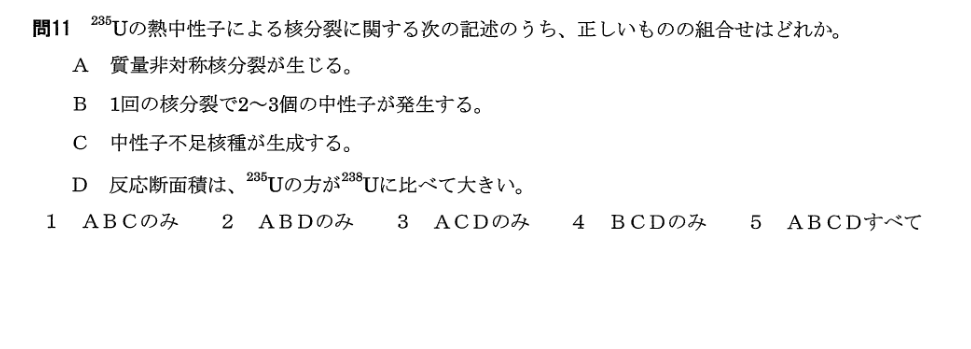 問11　²³⁵Uの熱中性子による核分裂に関する次の記述のうち、正しいものの組合せはどれか。
A　質量非対称核分裂が生じる。
B　1回の核分裂で2〜3個の中性子が発生する。
C　中性子不足核種が生成する。
D　反応断面積は、²³⁵Uの方が²³⁸Uに比べて大きい。
1　ＡＢＣのみ　　2　ＡＢＤのみ　　3　ＡＣＤのみ　　4　ＢＣＤのみ　　5　ＡＢＣＤすべて